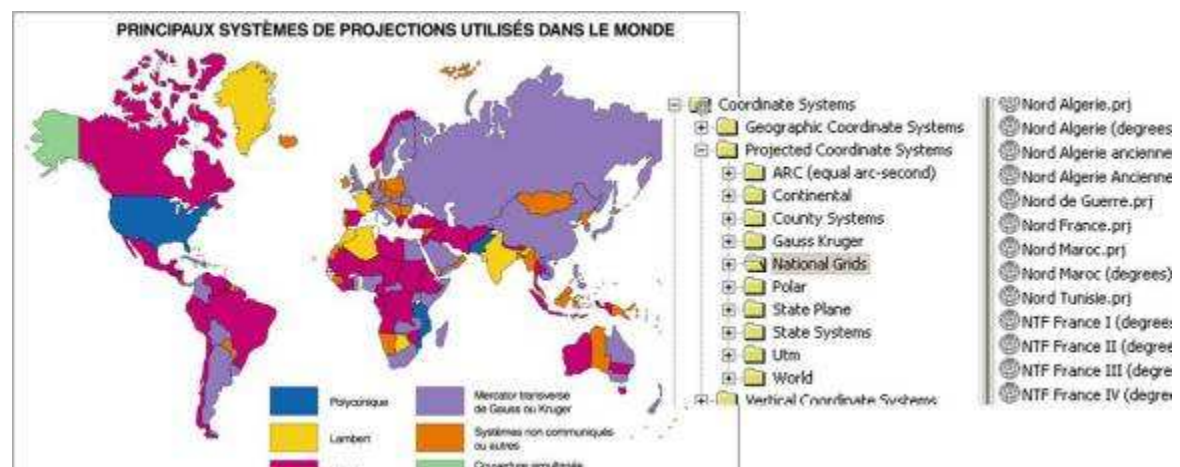 PRINCIPAUX SYSTÈMES DE PROJECTIONS UTILISÉS DANS LE MONDE
Polyconique
Lambert
Mercator transverse
de Gauss ou Kruger
Systèmes non communiqués
ou autres
Couverture simultanée
Coordinate Systems
Geographic Coordinate Systems
Projected Coordinate Systems
ARC (equal arc-second)
Continental
County Systems
Gauss Kruger
National Grids
Polar
State Plane
State Systems
Utm
World
Vertical Coordinate Systems
Nord Algerie.prj
Nord Algerie (degrees
Nord Algerie ancienne
Nord Algerie Ancienne
Nord de Guerre.prj
Nord France.prj
Nord Maroc.prj
Nord Maroc (degrees)
Nord Tunisie.prj
NTF France I (degrees
NTF France II (degree
NTF France III (degre
NTF France IV (degre